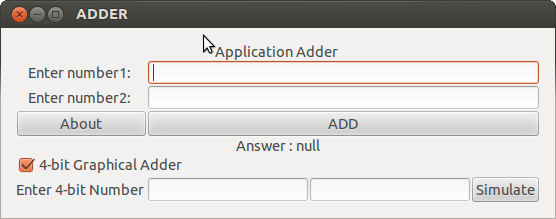 ADDER
Application Adder
Enter number1:
Enter number2:
About ADD
Answer : null
4-bit Graphical Adder
Enter 4-bit Number Simulate